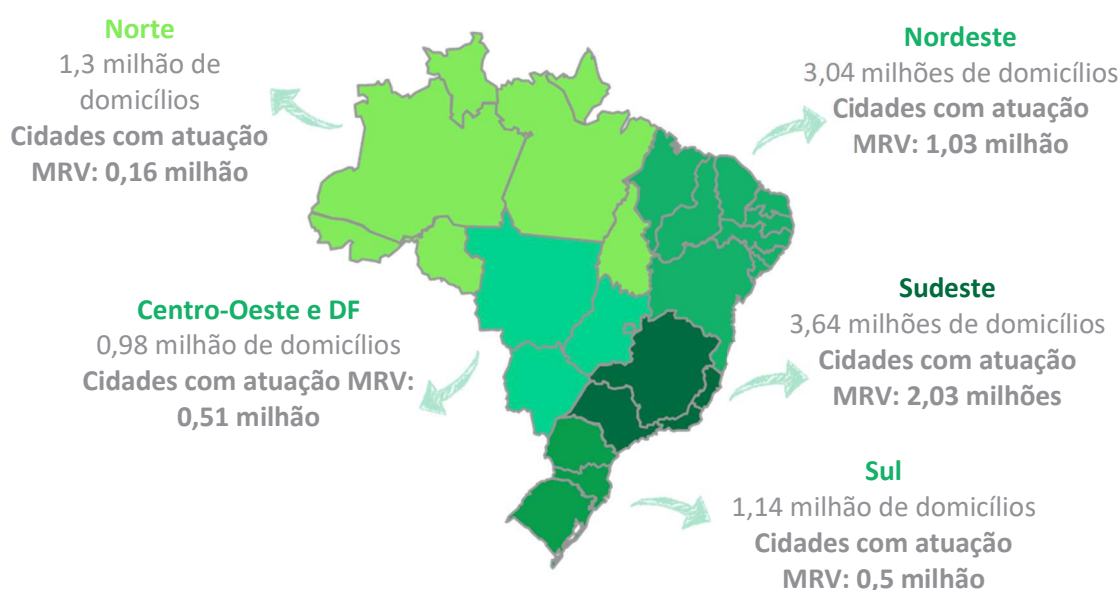 Norte
1,3 milhão de
domicílios
Cidades com atuação
MRV: 0,16 milhão
Nordeste
3,04 milhões de domicílios
Cidades com atuação
MRV: 1,03 milhão
Centro-Oeste e DF
0,98 milhão de domicílios
Cidades com atuação MRV:
0,51 milhão
Sudeste
3,64 milhões de domicílios
Cidades com atuação
MRV: 2,03 milhões
Sul
1,14 milhão de domicílios
Cidades com atuação
MRV: 0,5 milhão